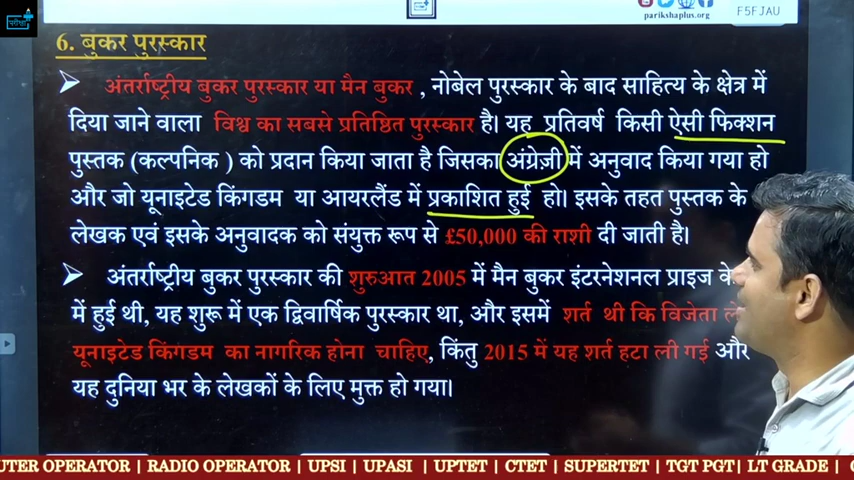 परीक्षा
parikshaplus.org
F5FJAU
6. बुकर पुरस्कार
➤ अंतर्राष्ट्रीय बुकर पुरस्कार या मैन बुकर , नोबेल पुरस्कार के बाद साहित्य के क्षेत्र में
दिया जाने वाला विश्व का सबसे प्रतिष्ठित पुरस्कार है। यह प्रतिवर्ष किसी ऐसी फिक्शन
पुस्तक (कल्पनिक ) को प्रदान किया जाता है जिसका अंग्रेज़ी में अनुवाद किया गया हो
और जो यूनाइटेड किंगडम या आयरलैंड में प्रकाशित हुई हो। इसके तहत पुस्तक के
लेखक एवं इसके अनुवादक को संयुक्त रूप से £50,000 की राशी दी जाती है।
➤ अंतर्राष्ट्रीय बुकर पुरस्कार की शुरुआत 2005 में मैन बुकर इंटरनेशनल प्राइज के
में हुई थी, यह शुरू में एक द्विवार्षिक पुरस्कार था, और इसमें शर्त थी कि विजेता
यूनाइटेड किंगडम का नागरिक होना चाहिए, किंतु 2015 में यह शर्त हटा ली गई और
यह दुनिया भर के लेखकों के लिए मुक्त हो गया।
UTER OPERATOR | RADIO OPERATOR | UPSI | UPASI | UPTET | CTET | SUPERTET | TGT PGT| LT GRADE |